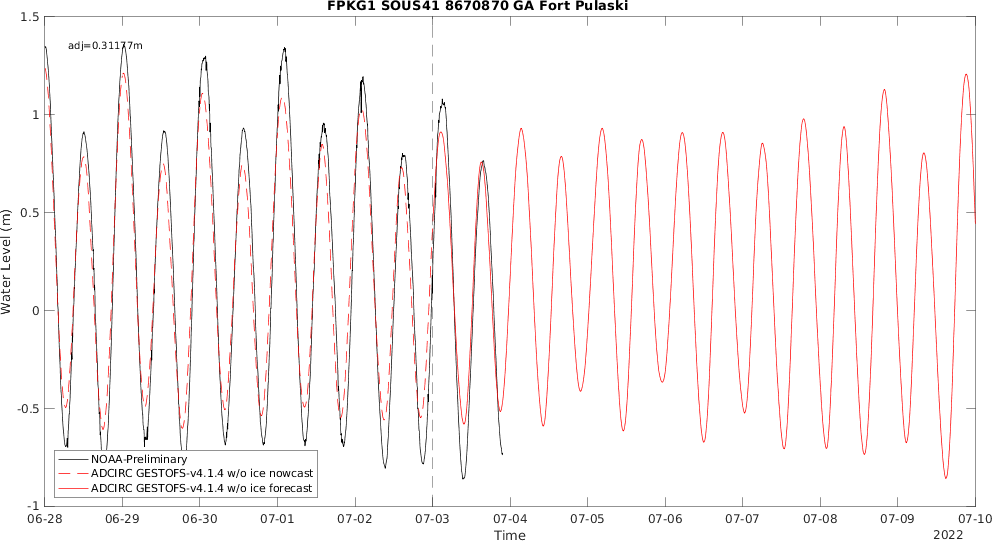 FPKG1 SOUS41 8670870 GA Fort Pulaski
1.5
adj=0.31177m
1
0.5
0
-0.5
-1
Water Level (m)
NOAA-Preliminary
ADCIRC GESTOFS-v4.1.4 w/o ice nowcast
ADCIRC GESTOFS-v4.1.4 w/o ice forecast
06-28 06-29 06-30 07-01 07-02 07-03 07-04 07-05 07-06 07-07 07-08 07-09 07-10
Time
2022